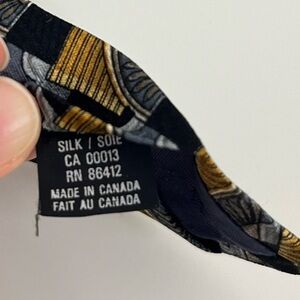 SILK / SOIE
CA 00013
RN 86412
MADE IN CANADA
FAIT AU CANADA